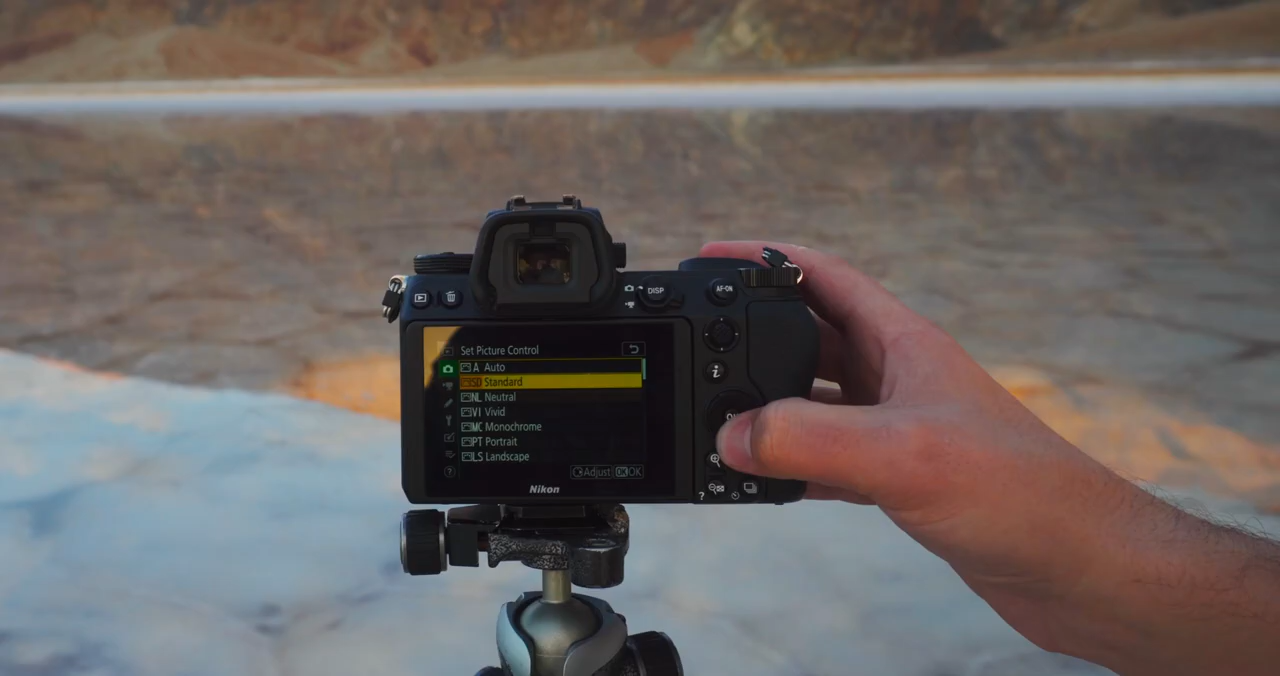 DISP
AF-ON
i
Set Picture Control
A Auto
SD Standard
NL Neutral
VI Vivid
MC Monochrome
PT Portrait
LS Landscape
Adjust OK OK
?
Nikon
?